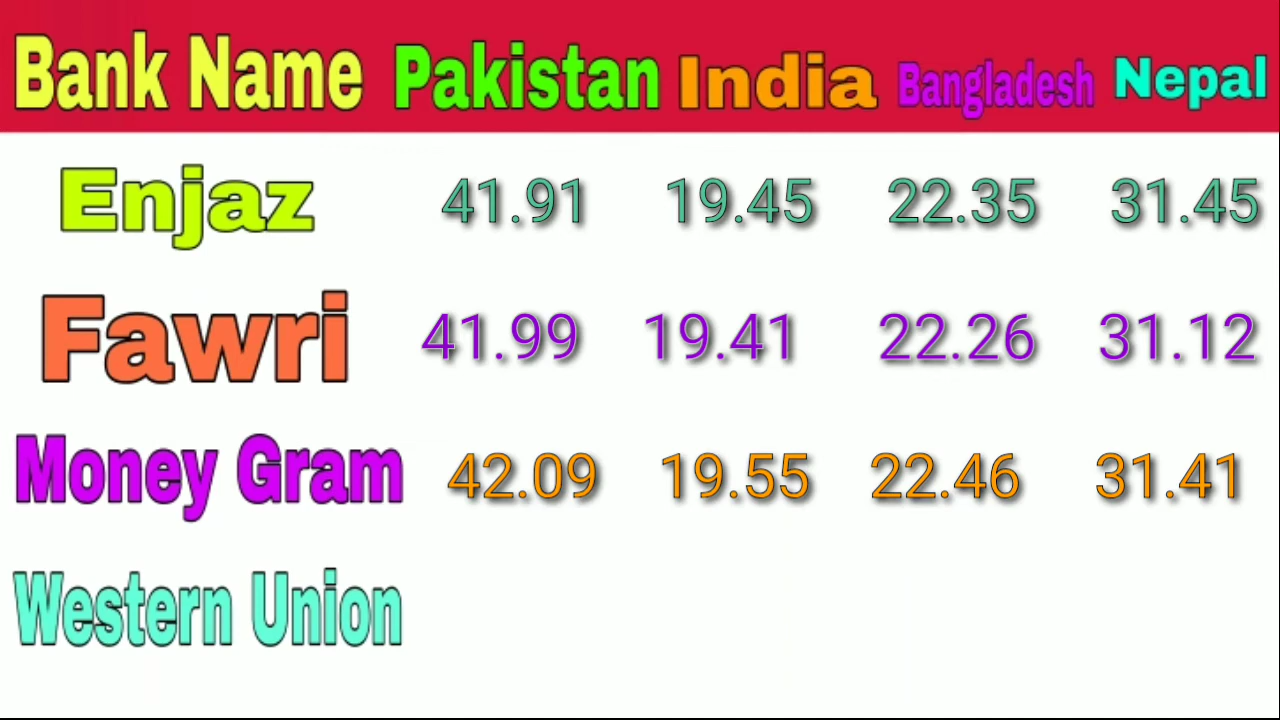 Bank Name Pakistan India Bangladesh Nepal
Enjaz 41.91 19.45 22.35 31.45
Fawri 41.99 19.41 22.26 31.12
Money Gram 42.09 19.55 22.46 31.41
Western Union